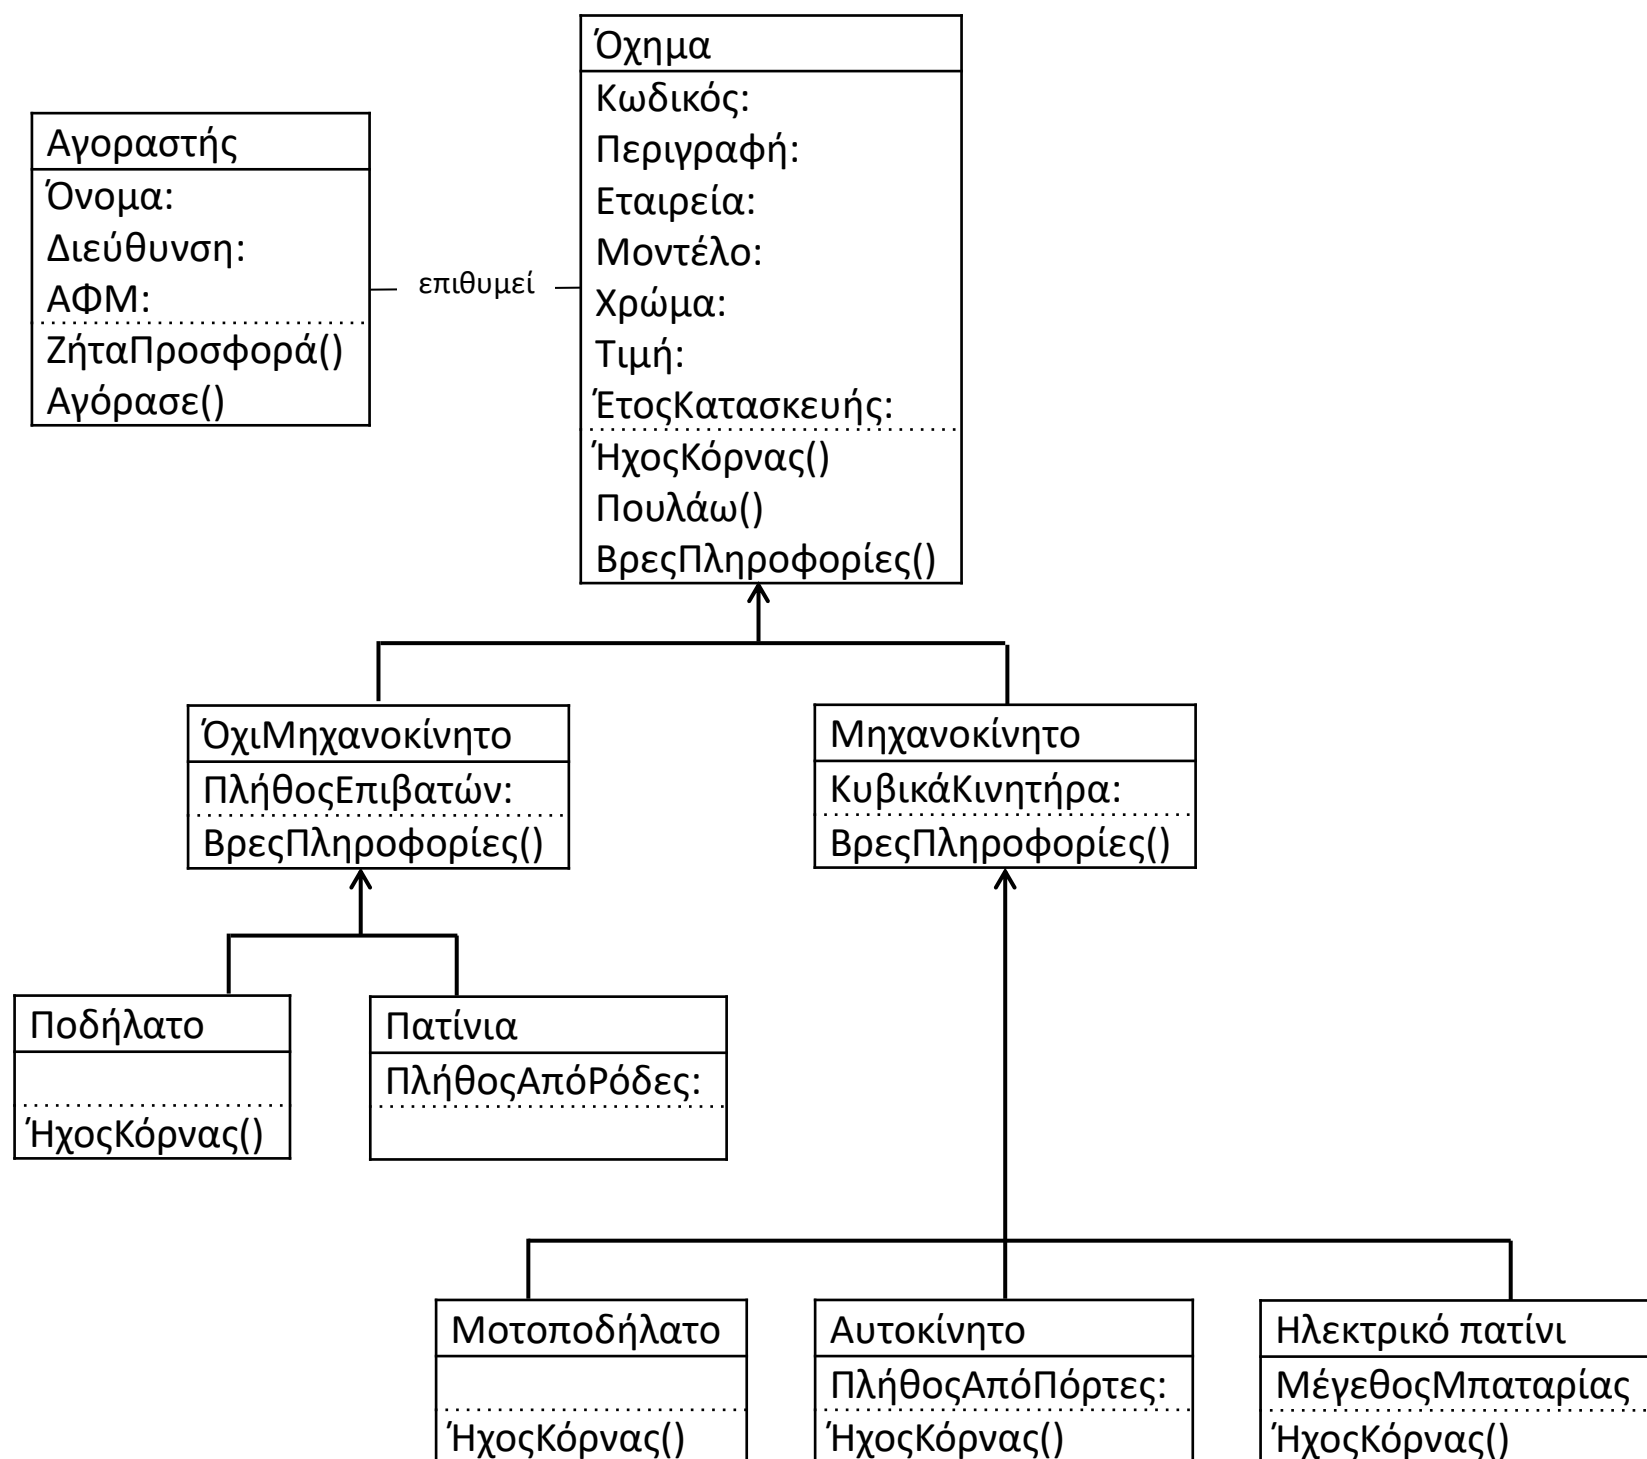 Όχημα
Κωδικός:
Περιγραφή:
Εταιρεία:
Μοντέλο:
Χρώμα:
Τιμή:
ΈτοςΚατασκευής:
ΉχοςΚόρνας()
Πουλάω()
ΒρεςΠληροφορίες()
Αγοραστής
Όνομα:
Διεύθυνση:
ΑΦΜ:
ΖήταΠροσφορά()
Αγόρασε()
επιθυμεί
ΌχιΜηχανοκίνητο
ΠλήθοςΕπιβατών:
ΒρεςΠληροφορίες()
Μηχανοκίνητο
ΚυβικάΚινητήρα:
ΒρεςΠληροφορίες()
Ποδήλατο
ΉχοςΚόρνας()
Πατίνια
ΠλήθοςΑπόΡόδες:
Μοτοποδήλατο
ΉχοςΚόρνας()
Αυτοκίνητο
ΠλήθοςΑπόΠόρτες:
ΉχοςΚόρνας()
Ηλεκτρικό πατίνι
ΜέγεθοςΜπαταρίας
ΉχοςΚόρνας()